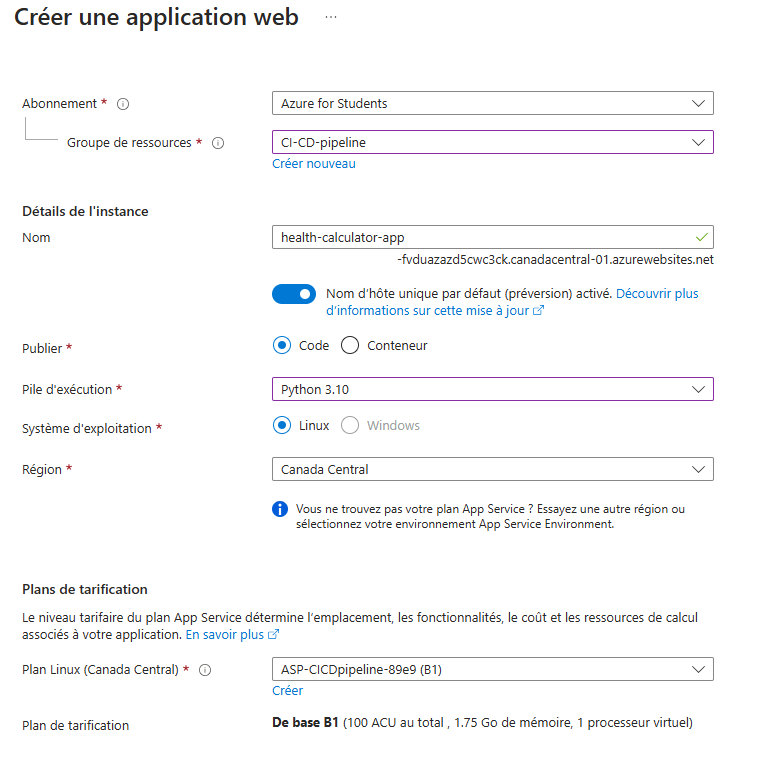 Créer une application web ...
Abonnement *
Azure for Students
Groupe de ressources *
CI-CD-pipeline
Créer nouveau
Détails de l'instance
Nom
health-calculator-app
-fvduazazd5cwc3ck.canadacentral-01.azurewebsites.net
Nom d'hôte unique par défaut (préversion) activé. Découvrir plus
d'informations sur cette mise à jour
Publier *
Code
Conteneur
Pile d'exécution *
Python 3.10
Système d'exploitation *
Linux
Windows
Région *
Canada Central
Vous ne trouvez pas votre plan App Service ? Essayez une autre région ou
sélectionnez votre environnement App Service Environment.
Plans de tarification
Le niveau tarifaire du plan App Service détermine l'emplacement, les fonctionnalités, le coût et les ressources de calcul
associés à votre application. En savoir plus
Plan Linux (Canada Central) *
ASP-CICDpipeline-89e9 (B1)
Créer
Plan de tarification
De base B1 (100 ACU au total , 1.75 Go de mémoire, 1 processeur virtuel)